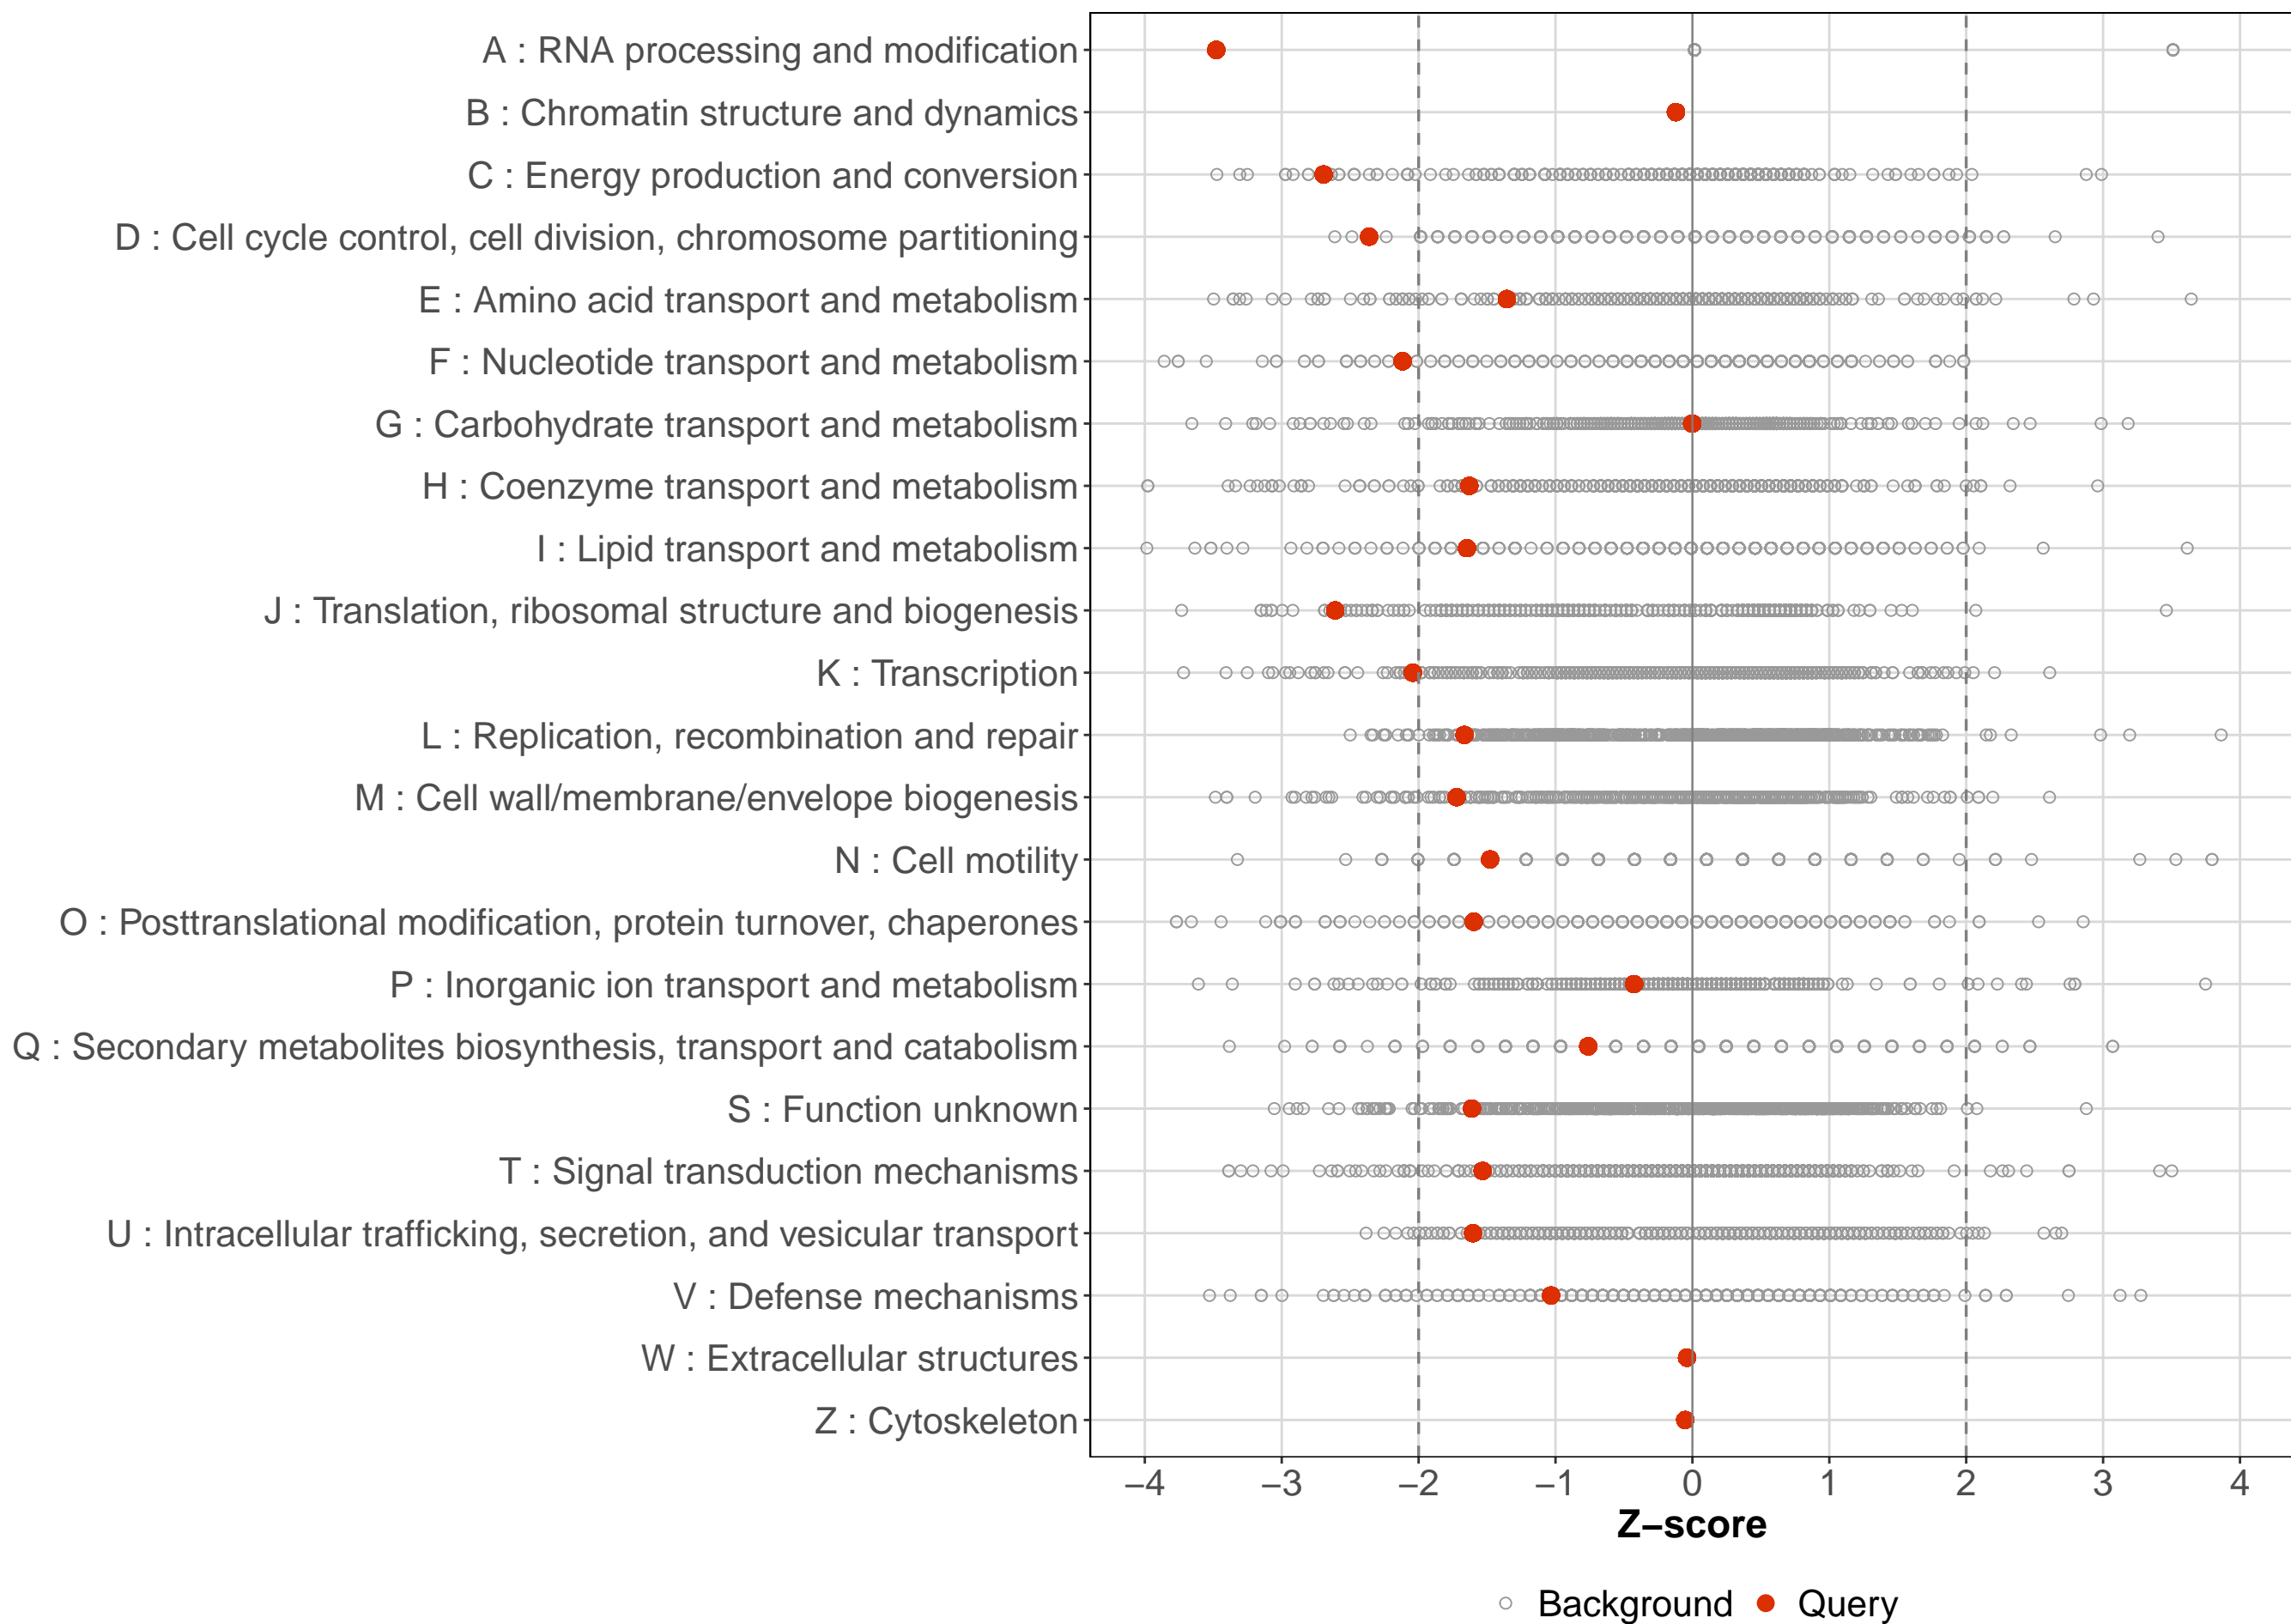 A : RNA processing and modification
B : Chromatin structure and dynamics
C : Energy production and conversion
D : Cell cycle control, cell division, chromosome partitioning
E : Amino acid transport and metabolism
F : Nucleotide transport and metabolism
G : Carbohydrate transport and metabolism
H : Coenzyme transport and metabolism
I : Lipid transport and metabolism
J : Translation, ribosomal structure and biogenesis
K : Transcription
L : Replication, recombination and repair
M : Cell wall/membrane/envelope biogenesis
N : Cell motility
O : Posttranslational modification, protein turnover, chaperones
P : Inorganic ion transport and metabolism
Q : Secondary metabolites biosynthesis, transport and catabolism
S : Function unknown
T : Signal transduction mechanisms
U : Intracellular trafficking, secretion, and vesicular transport
V : Defense mechanisms
W : Extracellular structures
Z : Cytoskeleton
−4 −3 −2 −1 0 1 2 3 4
Z−score
Background Query